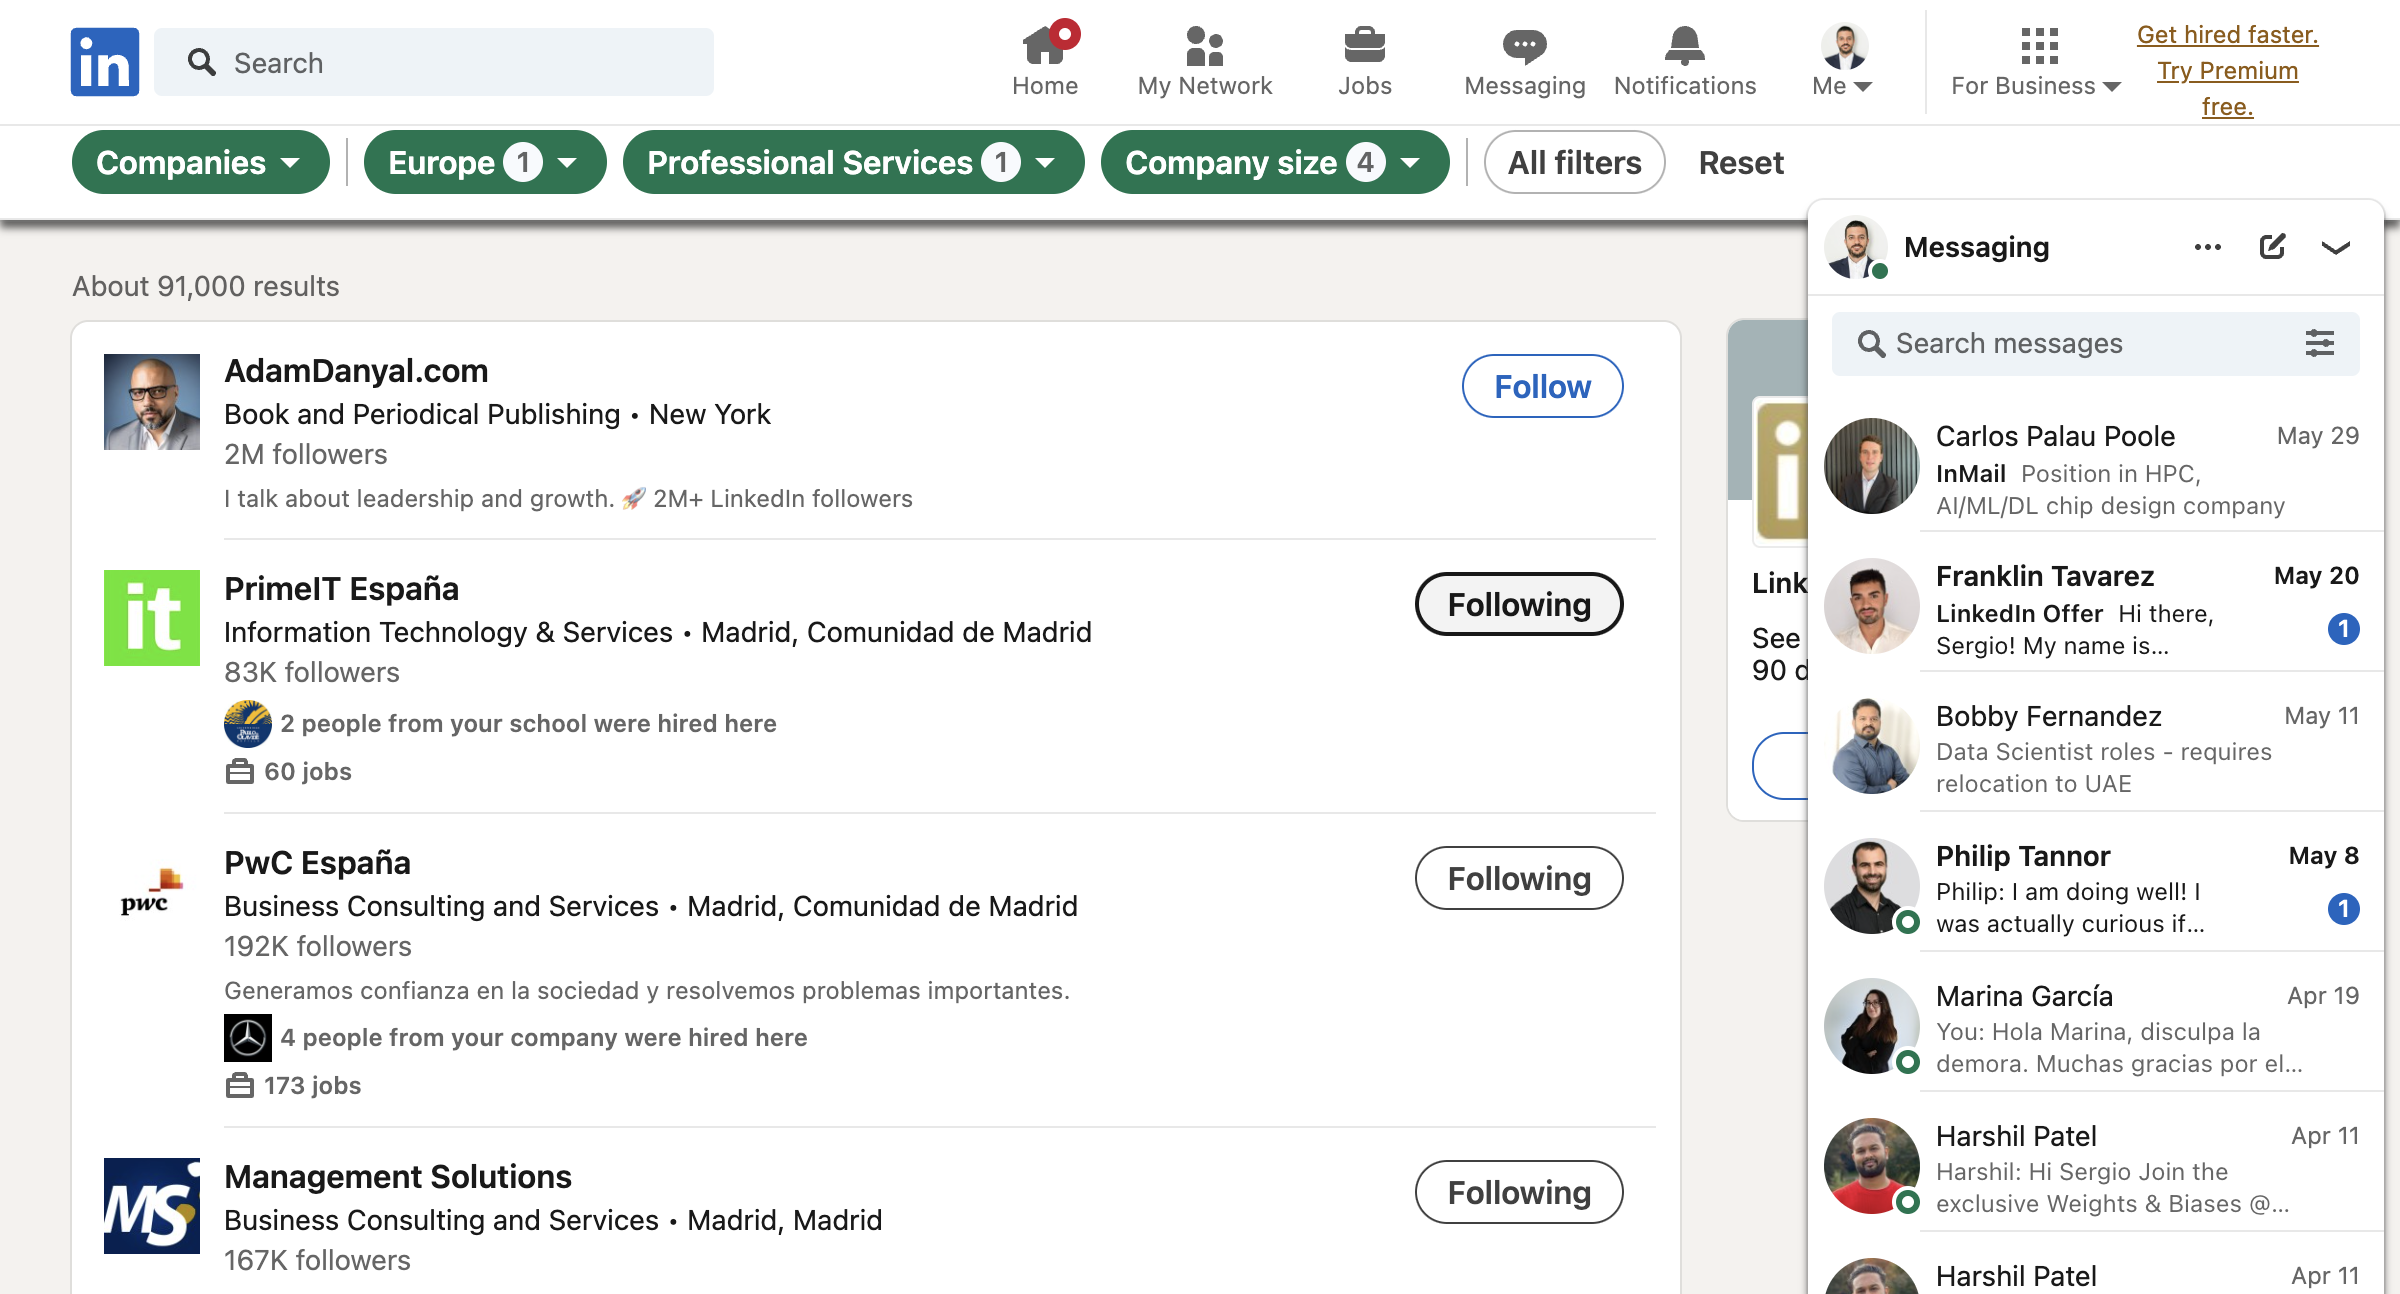 in
Search
Home
My Network
Jobs
Messaging
Notifications
Me
For Business
Get hired faster.
Try Premium
free.
Companies
Europe 1
Professional Services 1
Company size 4
All filters
Reset
About 91,000 results
AdamDanyal.com
Book and Periodical Publishing • New York
2M followers
I talk about leadership and growth. 🚀 2M+ LinkedIn followers
Follow
it
PrimeIT España
Information Technology & Services • Madrid, Comunidad de Madrid
83K followers
2 people from your school were hired here
60 jobs
Following
pwc
PwC España
Business Consulting and Services • Madrid, Comunidad de Madrid
192K followers
Generamos confianza en la sociedad y resolvemos problemas importantes.
4 people from your company were hired here
173 jobs
Following
MS
Management Solutions
Business Consulting and Services • Madrid, Madrid
167K followers
Following
i
Link
See
90 d
Messaging
Search messages
Carlos Palau Poole
May 29
InMail Position in HPC,
AI/ML/DL chip design company
Franklin Tavarez
May 20
LinkedIn Offer Hi there,
Sergio! My name is...
1
Bobby Fernandez
May 11
Data Scientist roles - requires
relocation to UAE
Philip Tannor
May 8
Philip: I am doing well! I
was actually curious if...
1
Marina García
Apr 19
You: Hola Marina, disculpa la
demora. Muchas gracias por el...
Harshil Patel
Apr 11
Harshil: Hi Sergio Join the
exclusive Weights & Biases @...
Harshil Patel
Apr 11